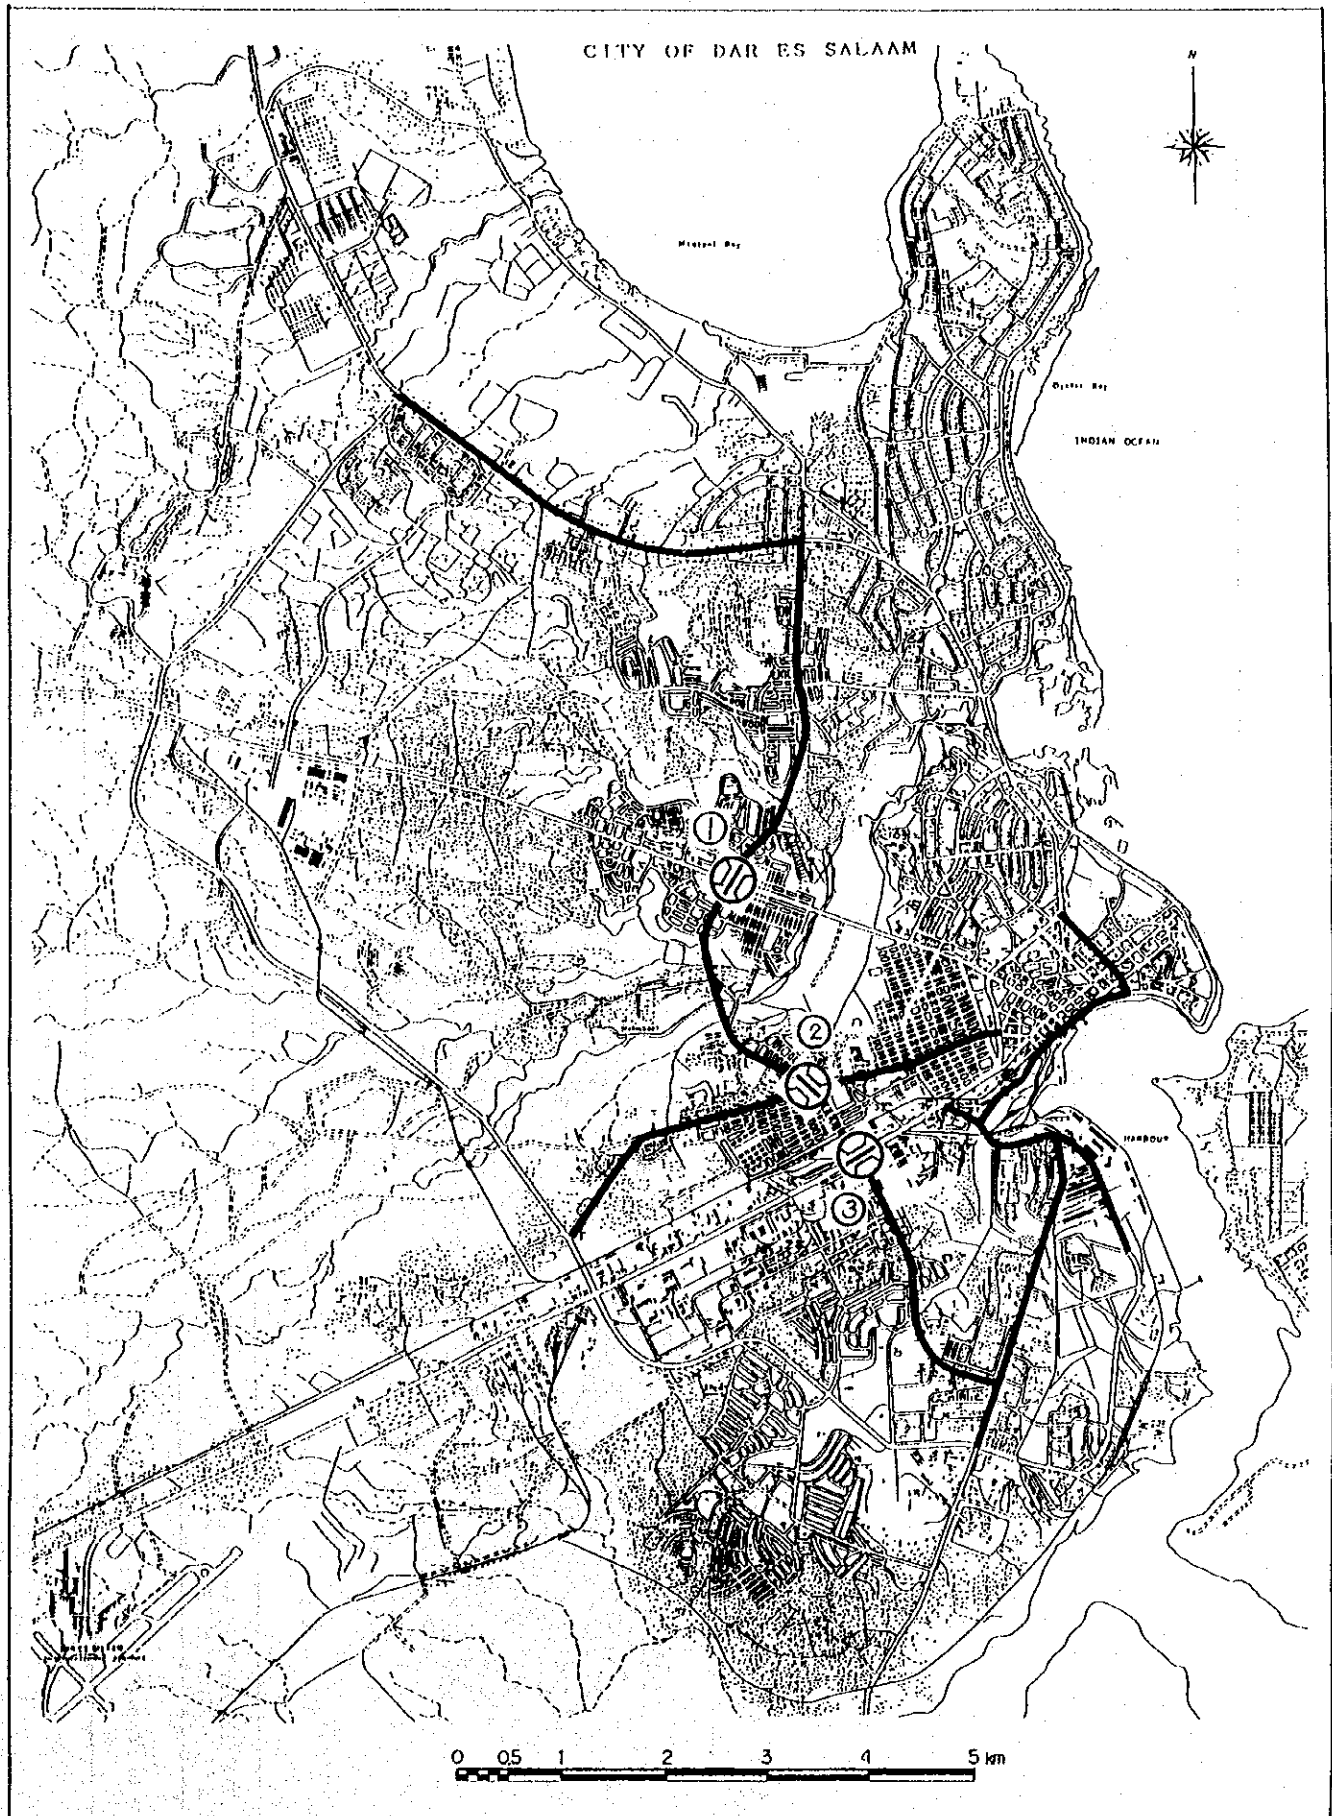 CITY OF DAR ES SALAAM
N
INDIAN OCEAN
1
2
HARBOUR
3
0 0.5 1 2 3 4 5 km